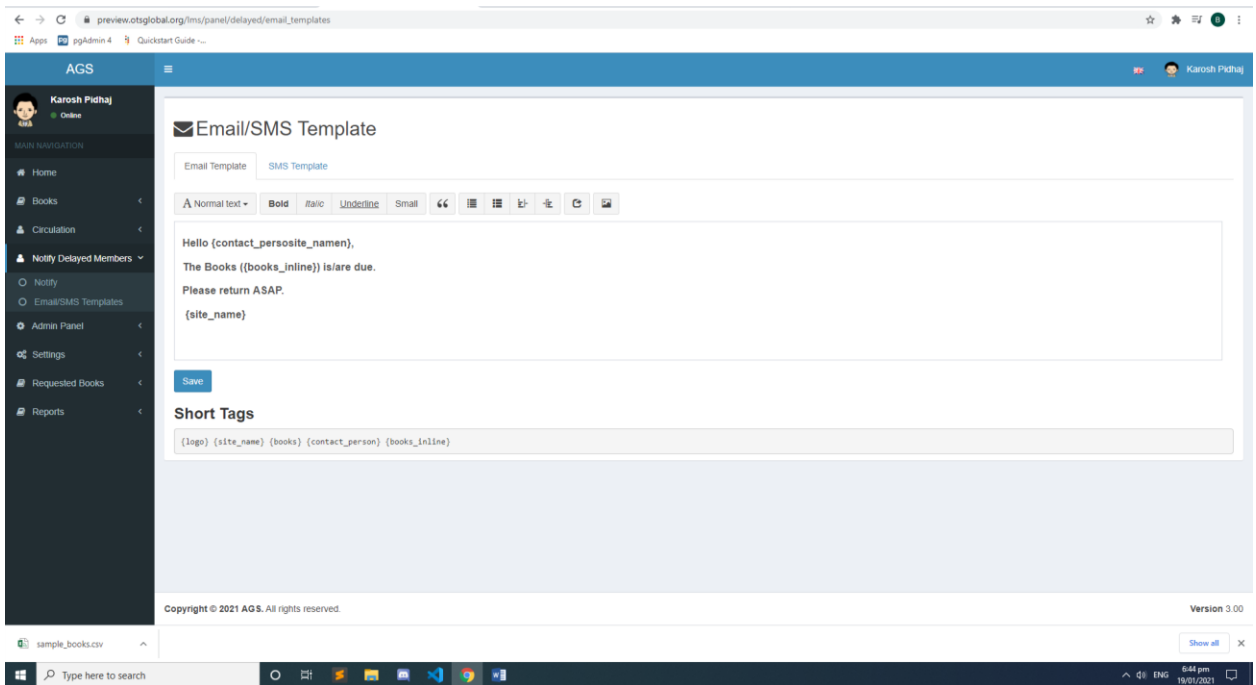 preview.otsglobal.org/lms/panel/delayed/email_templates
Apps pgAdmin 4 Quickstart Guide -...
AGS
Karosh Pidhaj
Karosh Pidhaj
Online
MAIN NAVIGATION
Home
Books
Circulation
Notify Delayed Members
Notify
Email/SMS Templates
Admin Panel
Settings
Requested Books
Reports
Email/SMS Template
Email Template SMS Template
A Normal text Bold Italic Underline Small
Hello {contact_persosite_namen},
The Books ({books_inline}) is/are due.
Please return ASAP.
{site_name}
Save
Short Tags
{logo} {site_name} {books} {contact_person} {books_inline}
Copyright © 2021 AGS. All rights reserved. Version 3.00
sample_books.csv Show all
Type here to search ENG 6:44 pm
19/01/2021